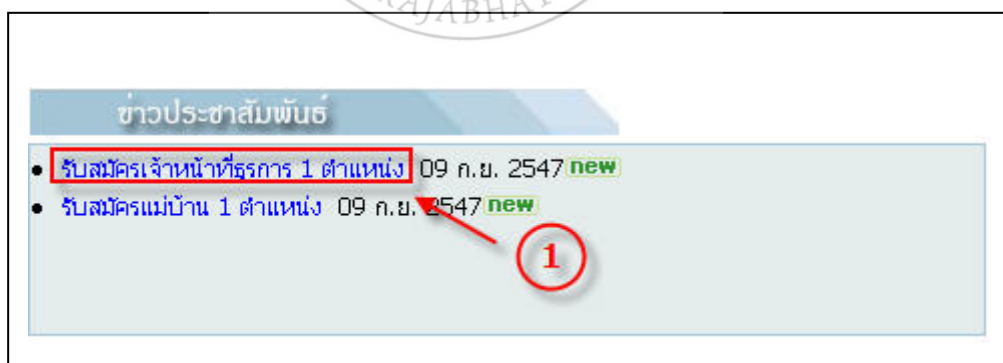 RAJABHAT
ข่าวประชาสัมพันธ์
• รับสมัครเจ้าหน้าที่ธุรการ 1 ตำแหน่ง 09 ก.ย. 2547 new
• รับสมัครแม่บ้าน 1 ตำแหน่ง 09 ก.ย. 2547 new
1